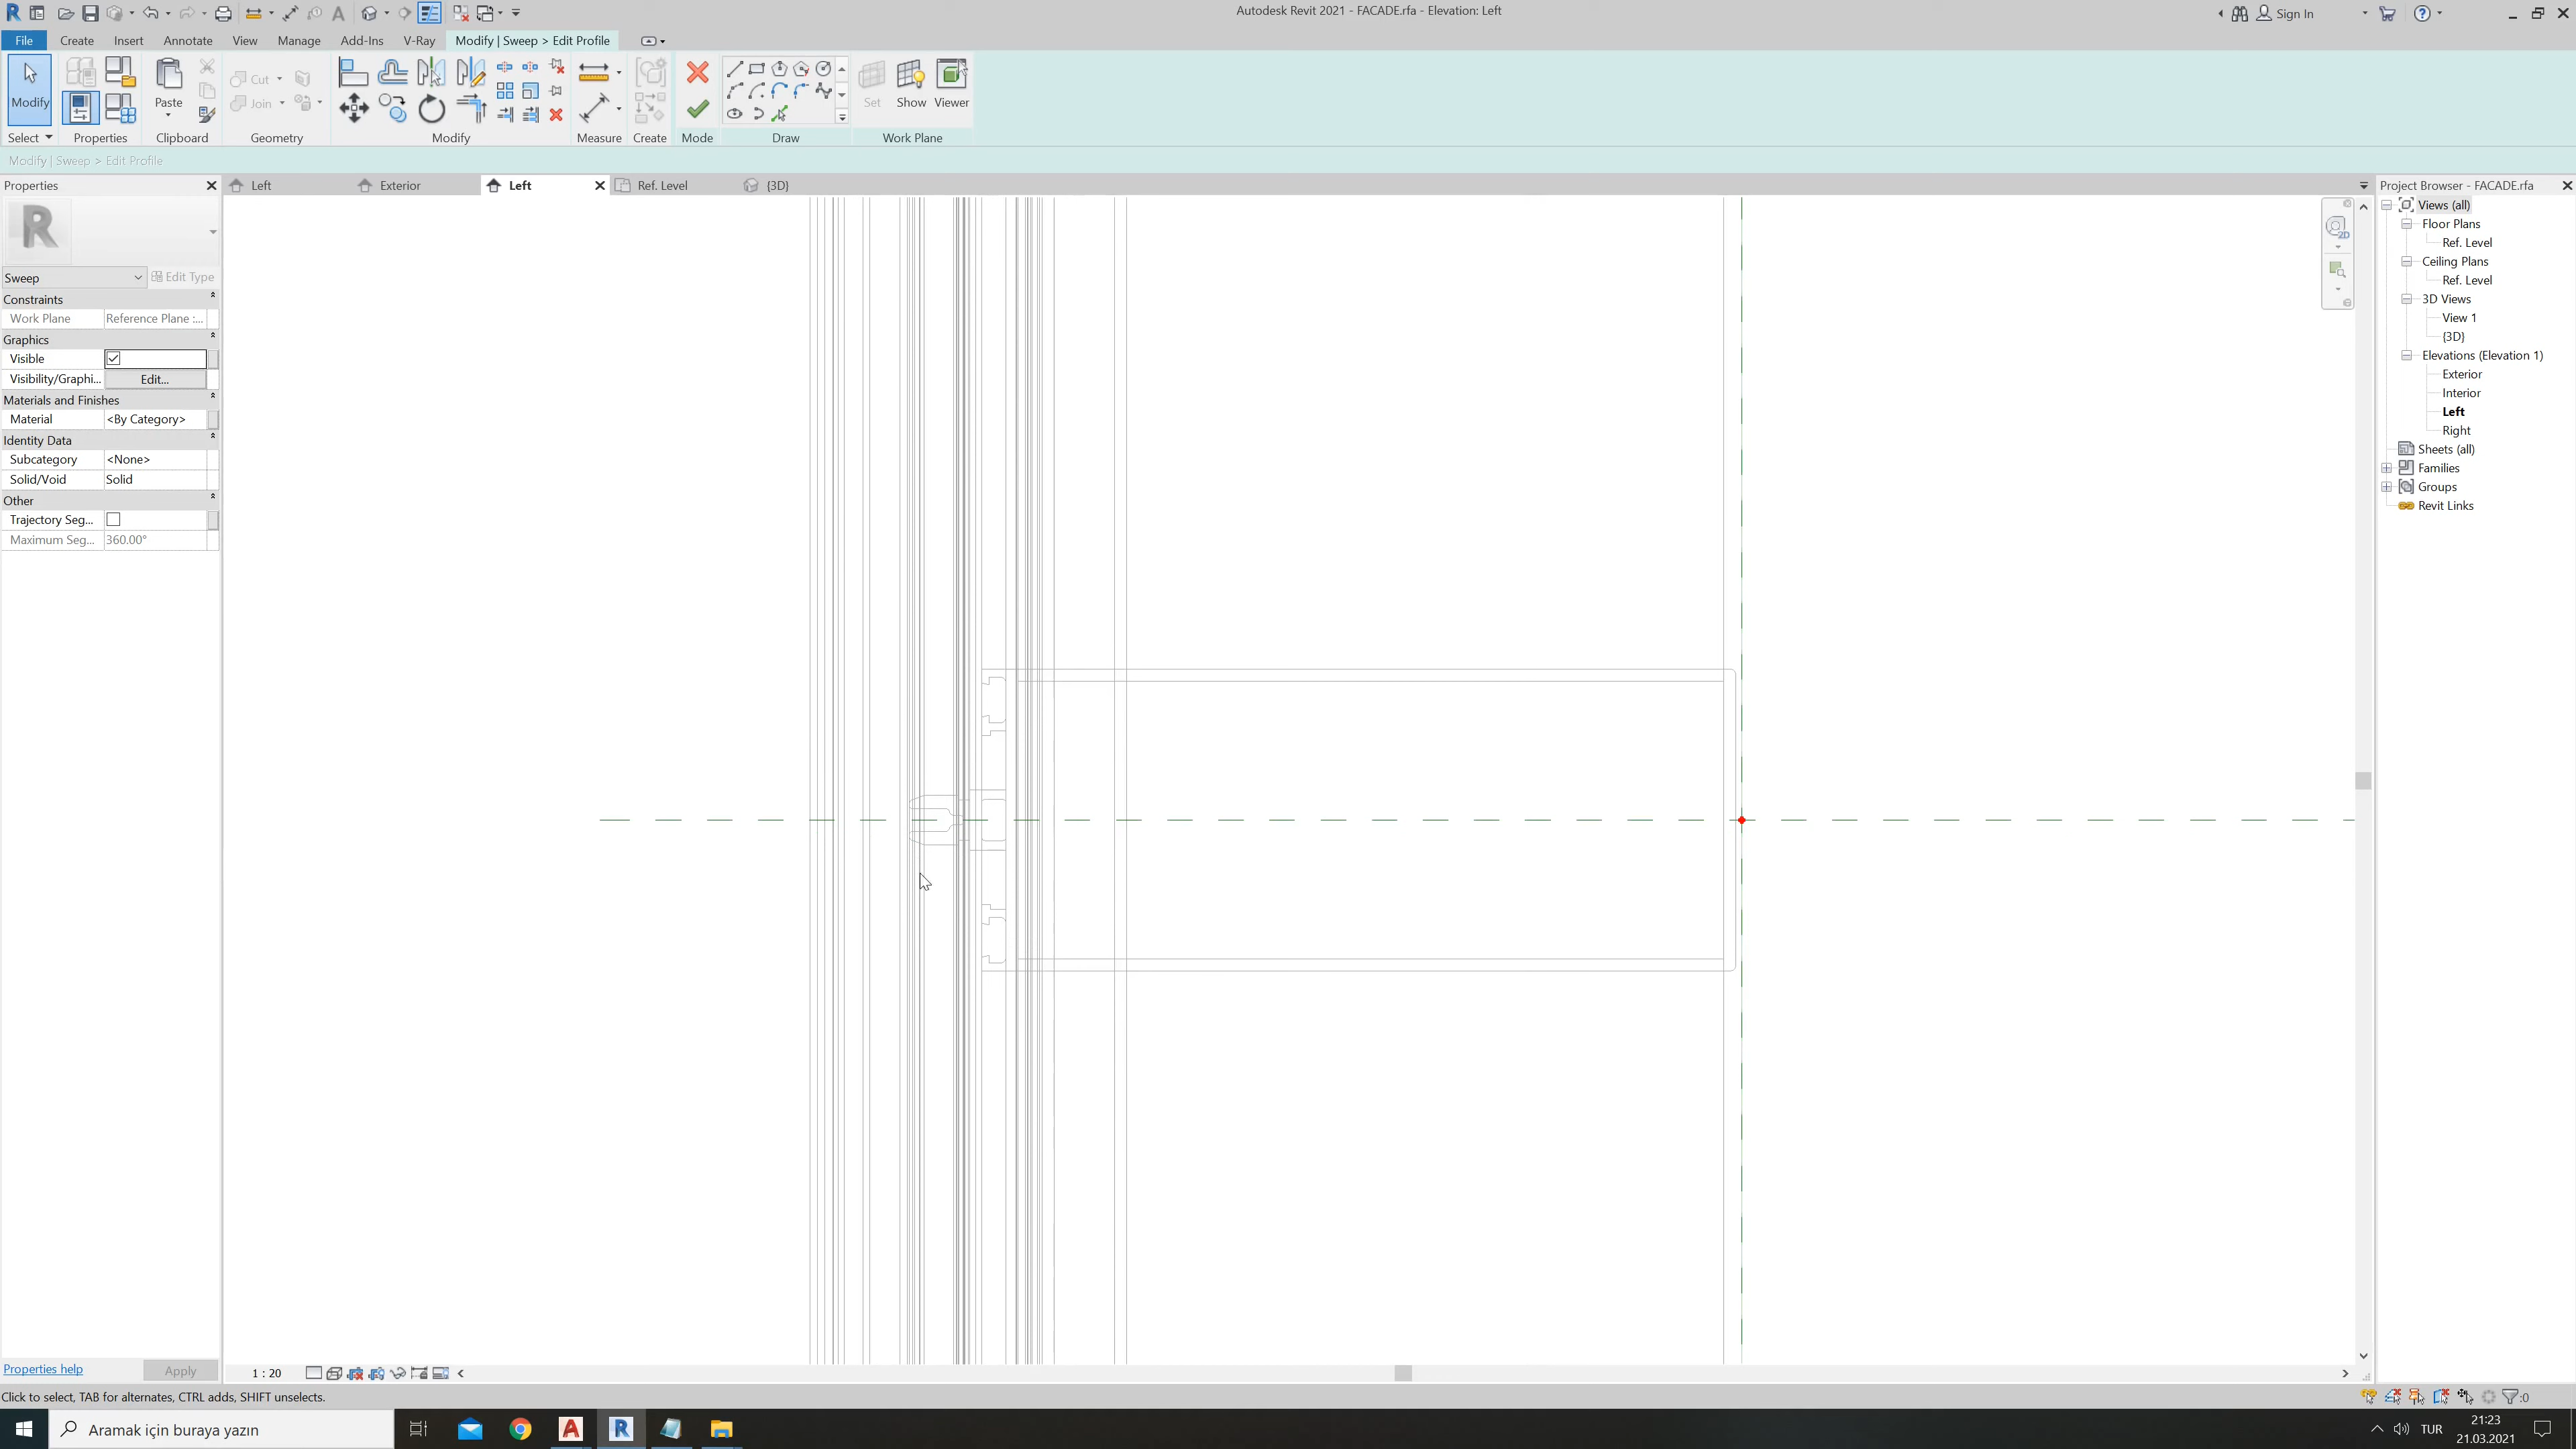 Autodesk Revit 2021 - FACADE.rfa - Elevation: Left
Sign In
File Create Insert Annotate View Manage Add-Ins V-Ray Modify | Sweep > Edit Profile
Modify
Paste
Cut
Join
Set Show Viewer
Select Properties Clipboard Geometry Modify Measure Create Mode Draw Work Plane
Modify | Sweep > Edit Profile
Properties
Left Exterior Left Ref. Level {3D}
Project Browser - FACADE.rfa
Views (all)
Floor Plans
Ref. Level
Ceiling Plans
Ref. Level
3D Views
View 1
{3D}
Elevations (Elevation 1)
Exterior
Interior
Left
Right
Sheets (all)
Families
Groups
Revit Links
2D
Sweep Edit Type
Constraints
Work Plane Reference Plane :...
Graphics
Visible
Visibility/Graphi... Edit...
Materials and Finishes
Material <By Category>
Identity Data
Subcategory <None>
Solid/Void Solid
Other
Trajectory Seg...
Maximum Seg... 360.00°
Properties help Apply
1 : 20
Click to select, TAB for alternates, CTRL adds, SHIFT unselects.
:0
Aramak için buraya yazın
TUR
21:23
21.03.2021